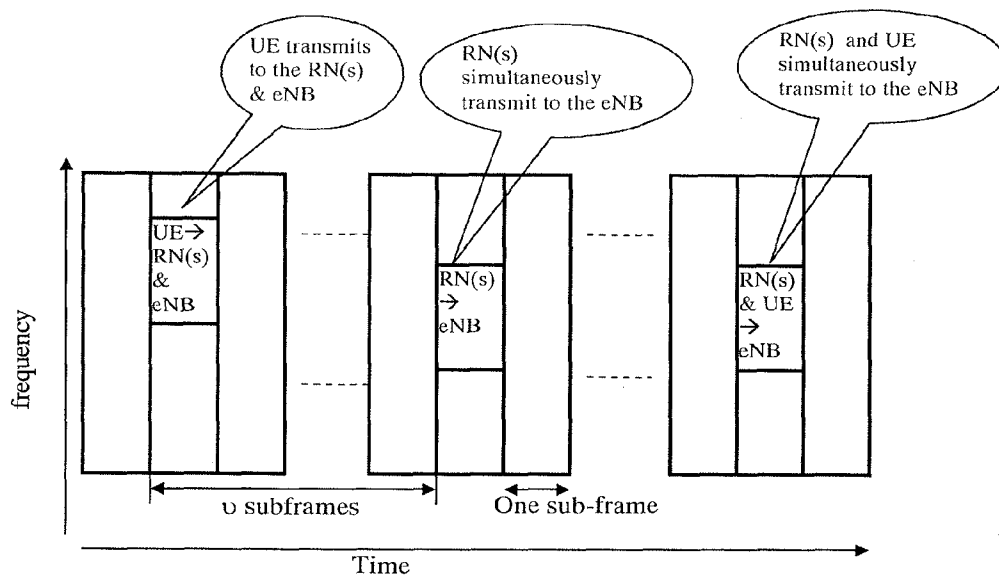 UE transmits
to the RN(s)
& eNB
RN(s)
simultaneously
transmit to the eNB
RN(s) and UE
simultaneously
transmit to the eNB
UE→
RN(s)
&
eNB
RN(s)
→
eNB
RN(s)
& UE
→
eNB
frequency
υ subframes
One sub-frame
Time